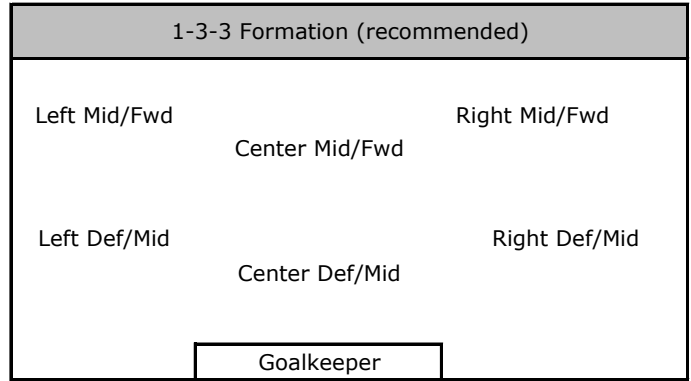 1-3-3 Formation (recommended)
Left Mid/Fwd
Right Mid/Fwd
Center Mid/Fwd
Left Def/Mid
Right Def/Mid
Center Def/Mid
Goalkeeper